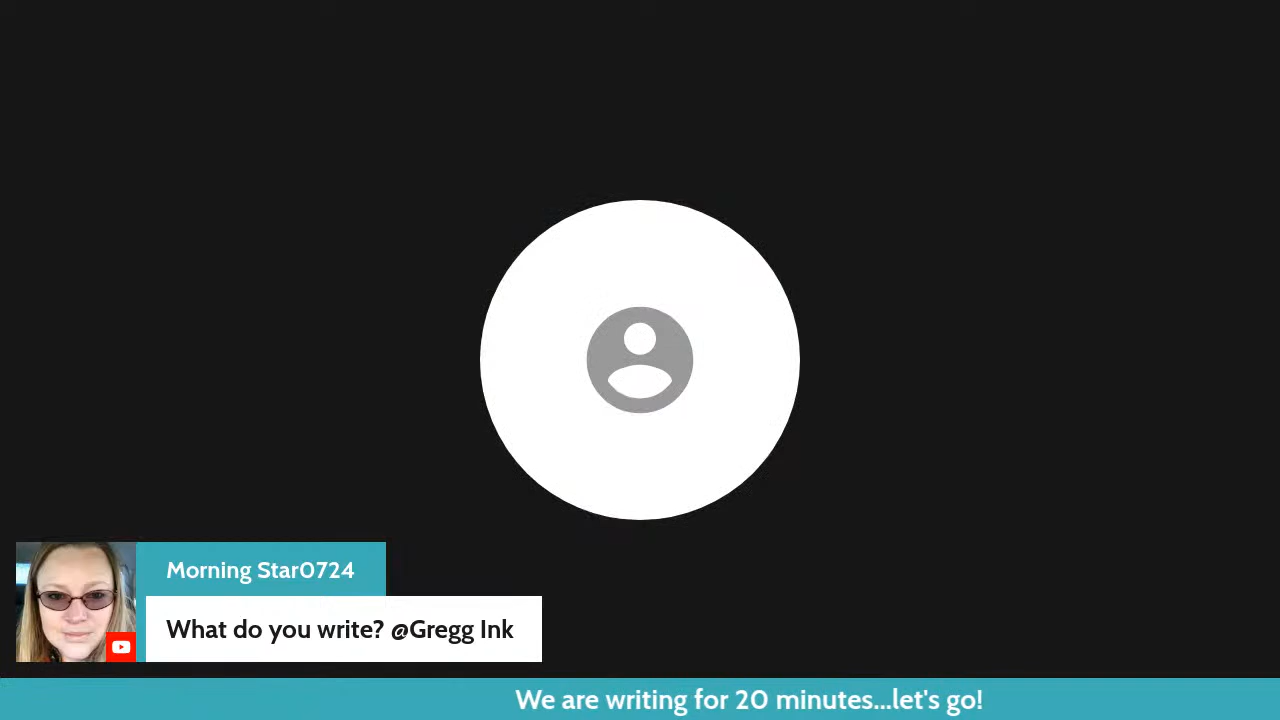 Morning Star0724
What do you write? @Gregg Ink
We are writing for 20 minutes...let's go!